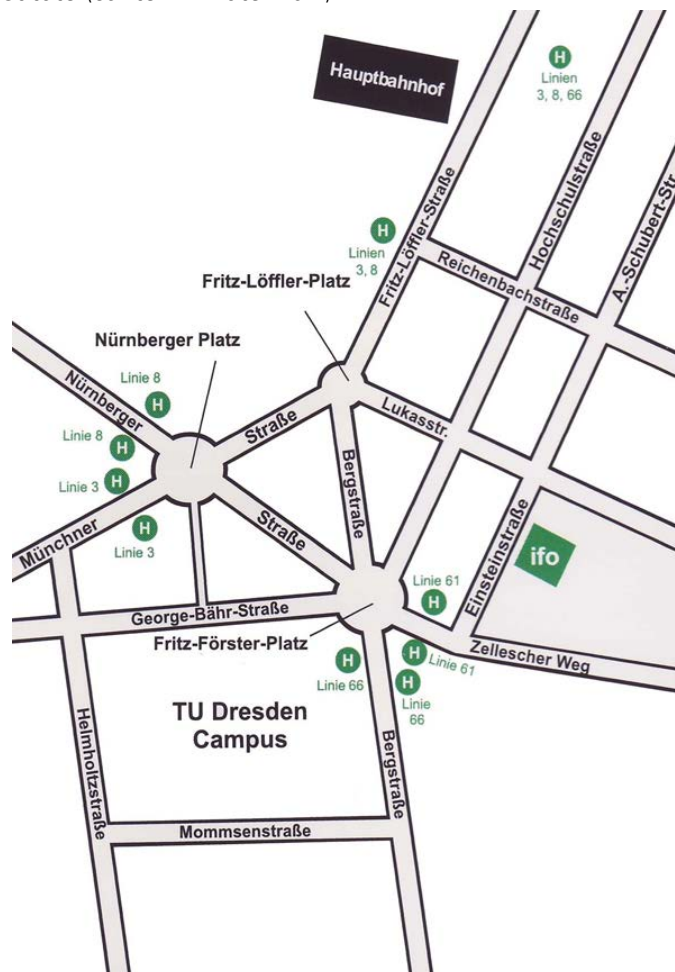 Hauptbahnhof
H
Linien
3, 8, 66
Hochschulstraße
A.-Schubert-Str.
Fritz-Löffler-Straße
H
Linien
3, 8
Reichenbachstraße
Fritz-Löffler-Platz
Nürnberger Platz
Nürnberger
Linie 8
H
Straße
Lukasstr.
Linie 8
H
Linie 3
H
Bergstraße
Münchner
H
Linie 3
Straße
Einsteinstraße
ifo
Linie 61
H
George-Bähr-Straße
Fritz-Förster-Platz
Zellescher Weg
H
Linie 61
H
Linie 66
H
Linie
66
TU Dresden
Campus
Helmholtzstraße
Bergstraße
Mommsenstraße